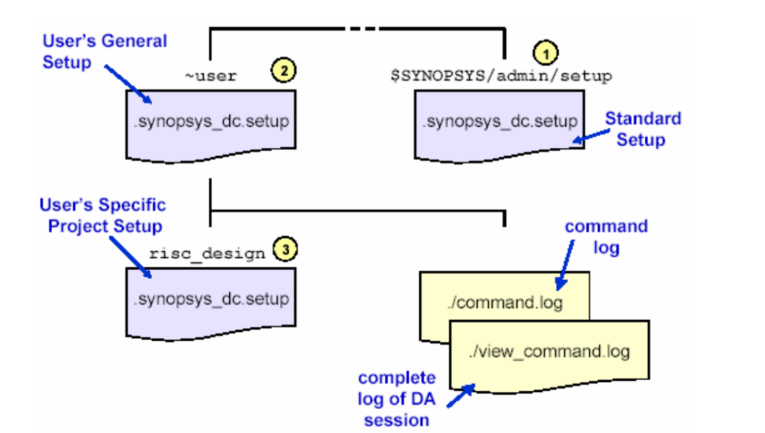 User's General
Setup
1
~user
2
$SYNOPSYS/admin/setup
.synopsys_dc.setup
.synopsys_dc.setup
Standard
Setup
User's Specific
Project Setup
command
log
risc_design
3
.synopsys_dc.setup
./command.log
./view_command.log
complete
log of DA
session